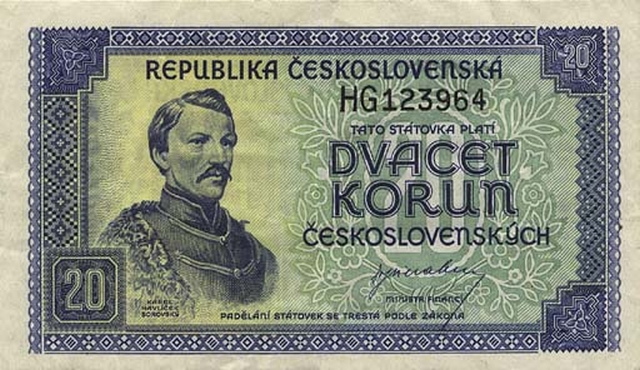 20
REPUBLIKA ČESKOSLOVENSKÁ
HG123964
TATO STÁTOVKA PLATÍ
DVACET
KORUN
ČESKOSLOVENSKÝCH
MINISTR FINANCÍ
20
KAREL
HAVLÍČEK
BOROVSKÝ
PADĚLÁNÍ STÁTOVEK SE TRESTÁ PODLE ZÁKONA